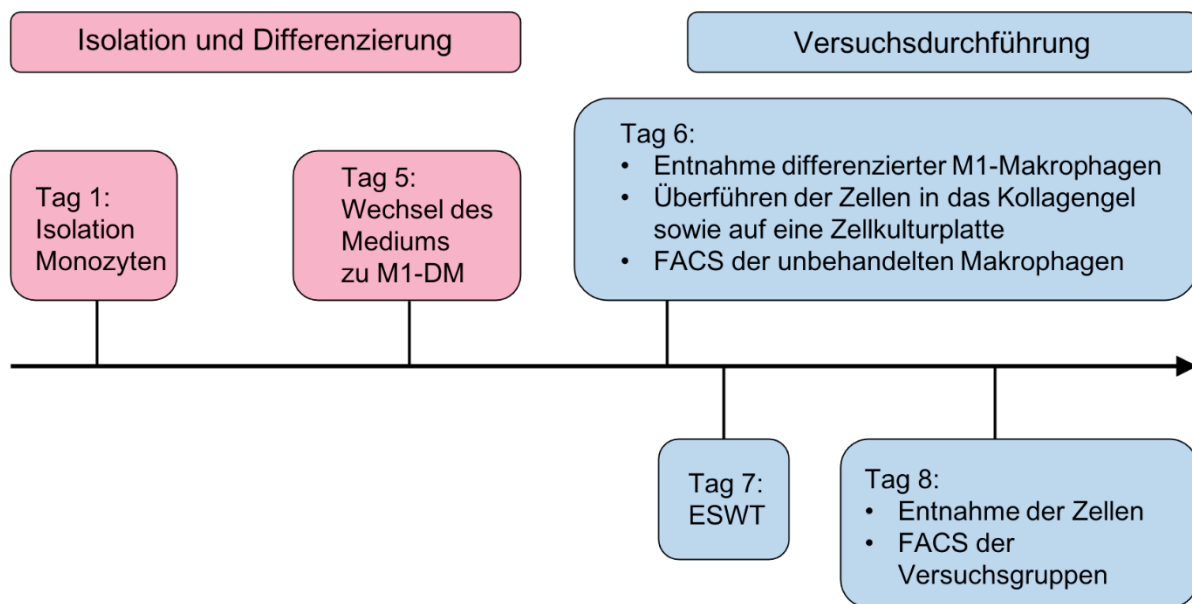 Isolation und Differenzierung
Versuchsdurchführung
Tag 1:
Isolation
Monozyten
Tag 5:
Wechsel des
Mediums
zu M1-DM
Tag 6:
• Entnahme differenzierter M1-Makrophagen
• Überführen der Zellen in das Kollagengel
sowie auf eine Zellkulturplatte
• FACS der unbehandelten Makrophagen
Tag 7:
ESWT
Tag 8:
• Entnahme der Zellen
• FACS der
Versuchsgruppen